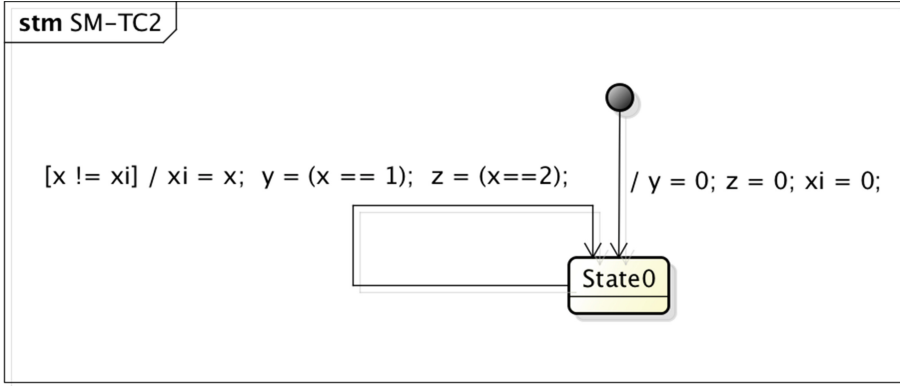 stm SM-TC2
[x != xi] / xi = x;  y = (x == 1);  z = (x==2);
/ y = 0; z = 0; xi = 0;
State0